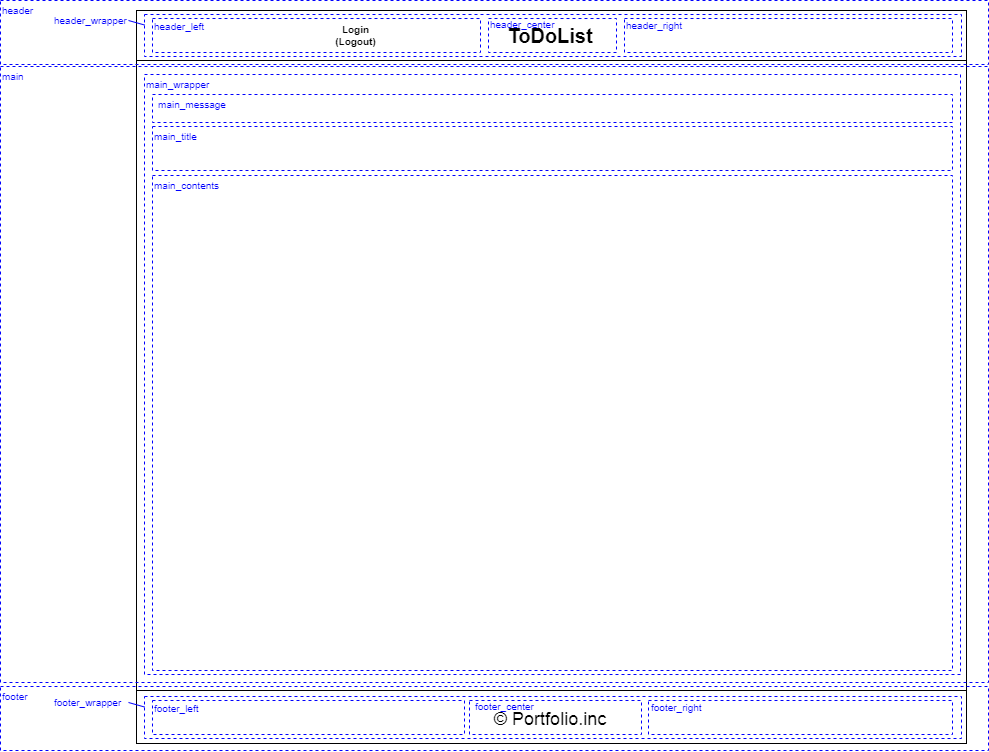 header
header_wrapper
header_left
Login
(Logout)
header_center
ToDoList
header_right
main
main_wrapper
main_message
main_title
main_contents
footer
footer_wrapper
footer_left
footer_center
© Portfolio.inc
footer_right